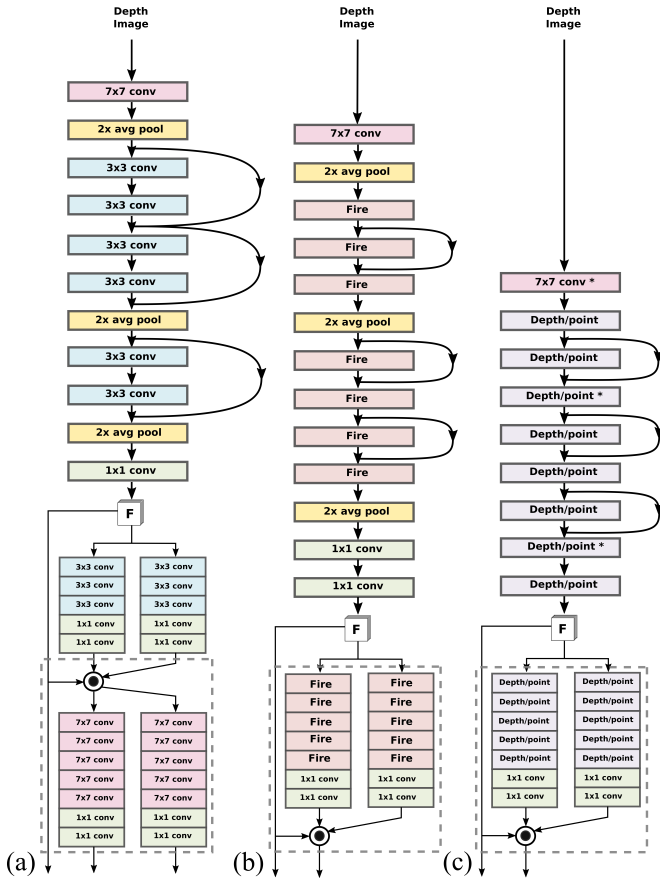 Depth
Image
7x7 conv
2x avg pool
3x3 conv
3x3 conv
3x3 conv
3x3 conv
2x avg pool
3x3 conv
3x3 conv
2x avg pool
1x1 conv
F
3x3 conv 3x3 conv
3x3 conv 3x3 conv
3x3 conv 3x3 conv
1x1 conv 1x1 conv
1x1 conv 1x1 conv
7x7 conv 7x7 conv
7x7 conv 7x7 conv
7x7 conv 7x7 conv
7x7 conv 7x7 conv
7x7 conv 7x7 conv
1x1 conv 1x1 conv
1x1 conv 1x1 conv
(a)
Depth
Image
7x7 conv
2x avg pool
Fire
Fire
Fire
2x avg pool
Fire
Fire
Fire
Fire
2x avg pool
1x1 conv
1x1 conv
F
Fire Fire
Fire Fire
Fire Fire
Fire Fire
Fire Fire
1x1 conv 1x1 conv
1x1 conv 1x1 conv
(b)
Depth
Image
7x7 conv *
Depth/point
Depth/point
Depth/point *
Depth/point
Depth/point
Depth/point
Depth/point *
Depth/point
F
Depth/point Depth/point
Depth/point Depth/point
Depth/point Depth/point
Depth/point Depth/point
Depth/point Depth/point
1x1 conv 1x1 conv
1x1 conv 1x1 conv
(c)